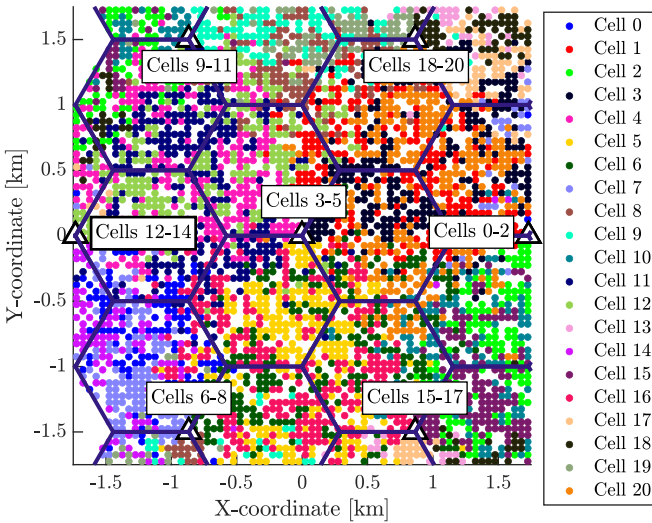 Cells 9-11
Cells 18-20
Cells 3-5
Cells 12-14
Cells 0-2
Cells 6-8
Cells 15-17
1.5
1
0.5
0
-0.5
-1
-1.5
Y-coordinate [km]
-1.5
-1
-0.5
0
0.5
1
1.5
X-coordinate [km]
Cell 0
Cell 1
Cell 2
Cell 3
Cell 4
Cell 5
Cell 6
Cell 7
Cell 8
Cell 9
Cell 10
Cell 11
Cell 12
Cell 13
Cell 14
Cell 15
Cell 16
Cell 17
Cell 18
Cell 19
Cell 20